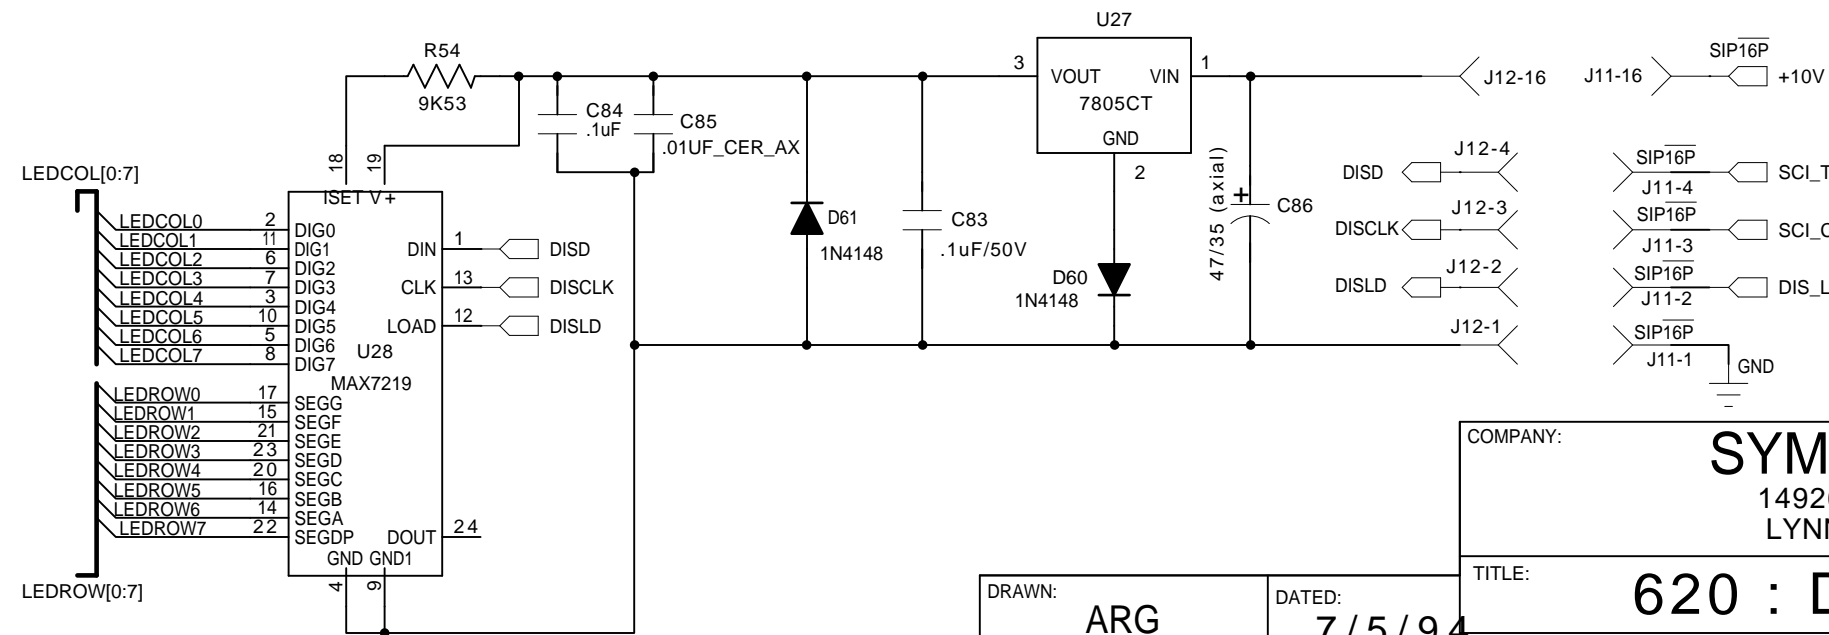 U27
R54
9K53
C84
.1uF
C85
.01UF_CER_AX
3
VOUT
VIN
1
7805CT
GND
2
J12-16
J11-16
SIP16P
+10V
18
19
LEDCOL[0:7]
ISET V+
LEDCOL0 2 DIG0
LEDCOL1 11 DIG1
LEDCOL2 6 DIG2
LEDCOL3 7 DIG3
LEDCOL4 3 DIG4
LEDCOL5 10 DIG5
LEDCOL6 5 DIG6
LEDCOL7 8 DIG7
DIN 1 DISD
CLK 13 DISCLK
LOAD 12 DISLD
U28
MAX7219
LEDROW0 17 SEGG
LEDROW1 15 SEGF
LEDROW2 21 SEGE
LEDROW3 23 SEGD
LEDROW4 20 SEGC
LEDROW5 16 SEGB
LEDROW6 14 SEGA
LEDROW7 22 SEGDP
DOUT 24
GND GND1
4
9
LEDROW[0:7]
D61
1N4148
C83
.1uF/50V
D60
1N4148
47/35 (axial)
+
C86
DISD
J12-4
DISCLK
J12-3
DISLD
J12-2
J12-1
SIP16P
J11-4
SCI_T
SIP16P
J11-3
SIP16P
J11-2
DIS_L
SIP16P
J11-1
GND
COMPANY:
SYM
1492
TITLE:
620 : D
DRAWN:
ARG
DATED:
7/5/94